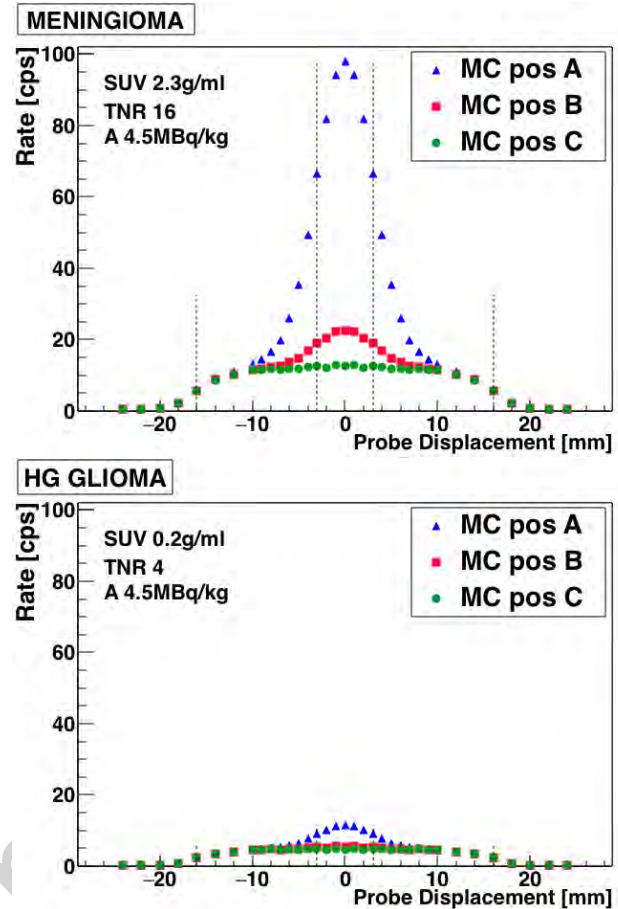 MENINGIOMA
Rate [cps]
100
80
60
40
20
0
SUV 2.3g/ml
TNR 16
A 4.5MBq/kg
MC pos A
MC pos B
MC pos C
−20
−10
0
10
20
Probe Displacement [mm]
HG GLIOMA
Rate [cps]
100
80
60
40
20
0
SUV 0.2g/ml
TNR 4
A 4.5MBq/kg
MC pos A
MC pos B
MC pos C
−20
−10
0
10
20
Probe Displacement [mm]